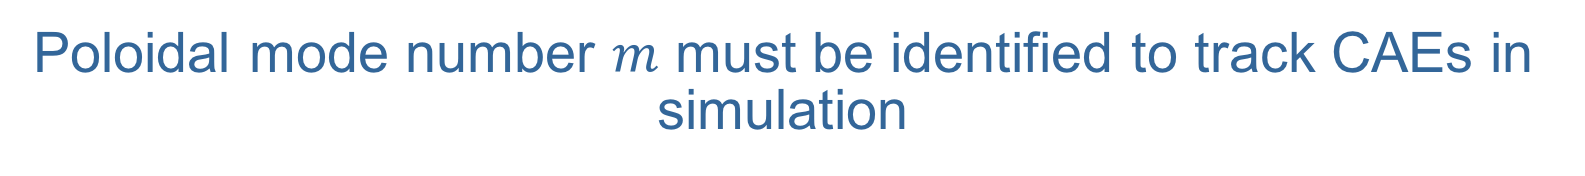 Poloidal mode number 𝑚 must be identified to track CAEs in
simulation